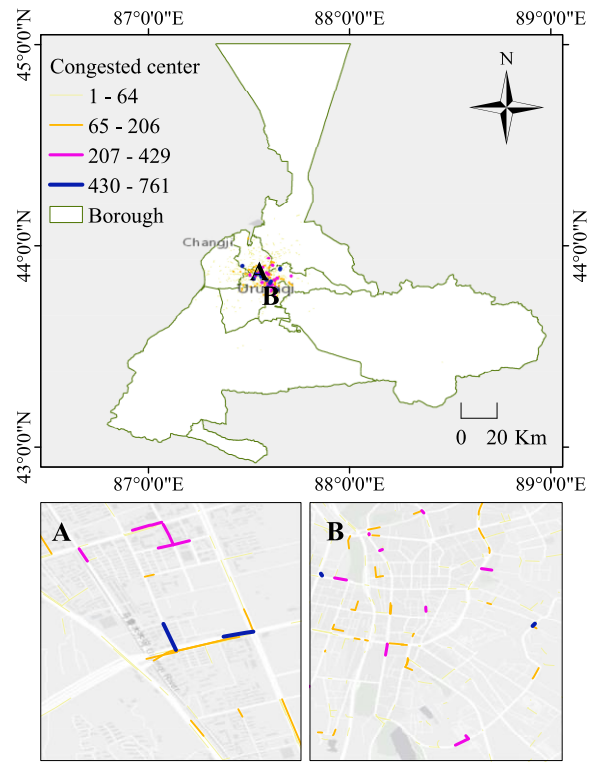 87°0'0"E 88°0'0"E 89°0'0"E
45°0'0"N
44°0'0"N
43°0'0"N
Congested center
1 - 64
65 - 206
207 - 429
430 - 761
Borough
N
Changji
A
Urumqi
B
44°0'0"N
0 20 Km
87°0'0"E 88°0'0"E 89°0'0"E
A
B